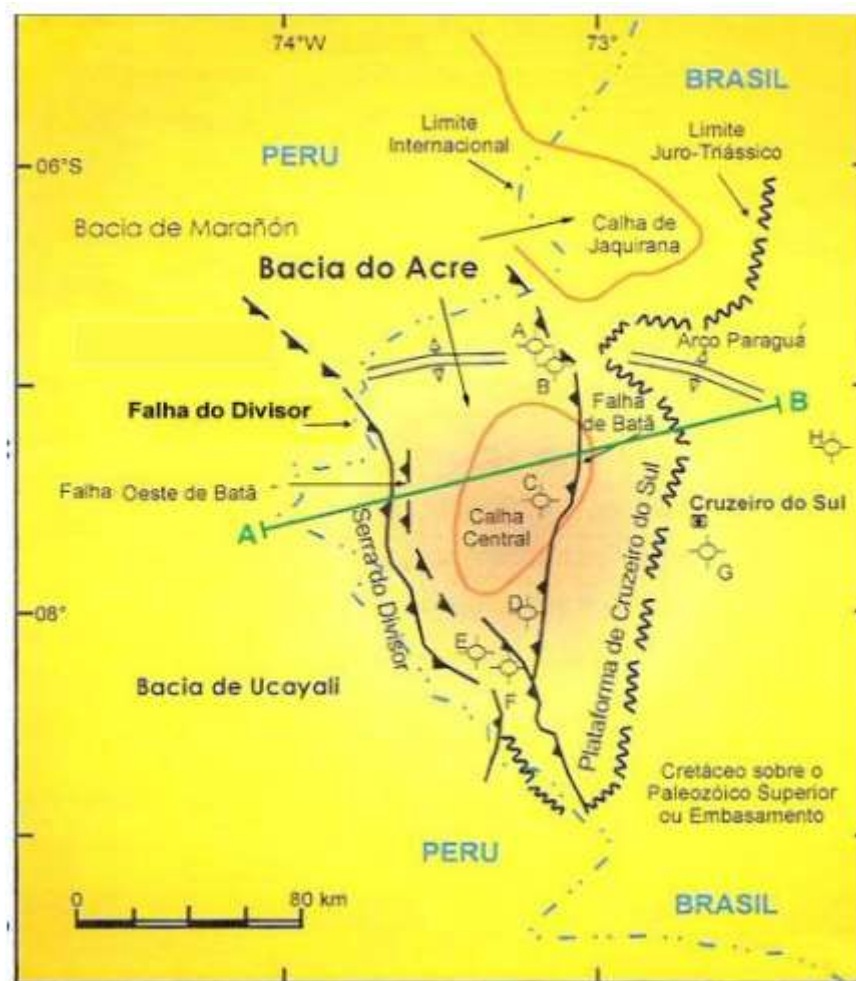 74°W
73°
BRASIL
Limite
Internacional
Limite
Juro-Triássico
PERU
06°S
Bacia de Marañón
Calha de
Jaquirana
Bacia do Acre
A
B
Arco Paraguá
Falha do Divisor
Falha
de Batã
B
H
Falha Oeste de Batã
C
Cruzeiro do Sul
A
Calha
Central
G
Serra do Divisor
Plataforma de Cruzeiro do Sul
08°
D
E
F
Bacia de Ucayali
Cretáceo sobre o
Paleozóico Superior
ou Embasamento
PERU
0
80 km
BRASIL